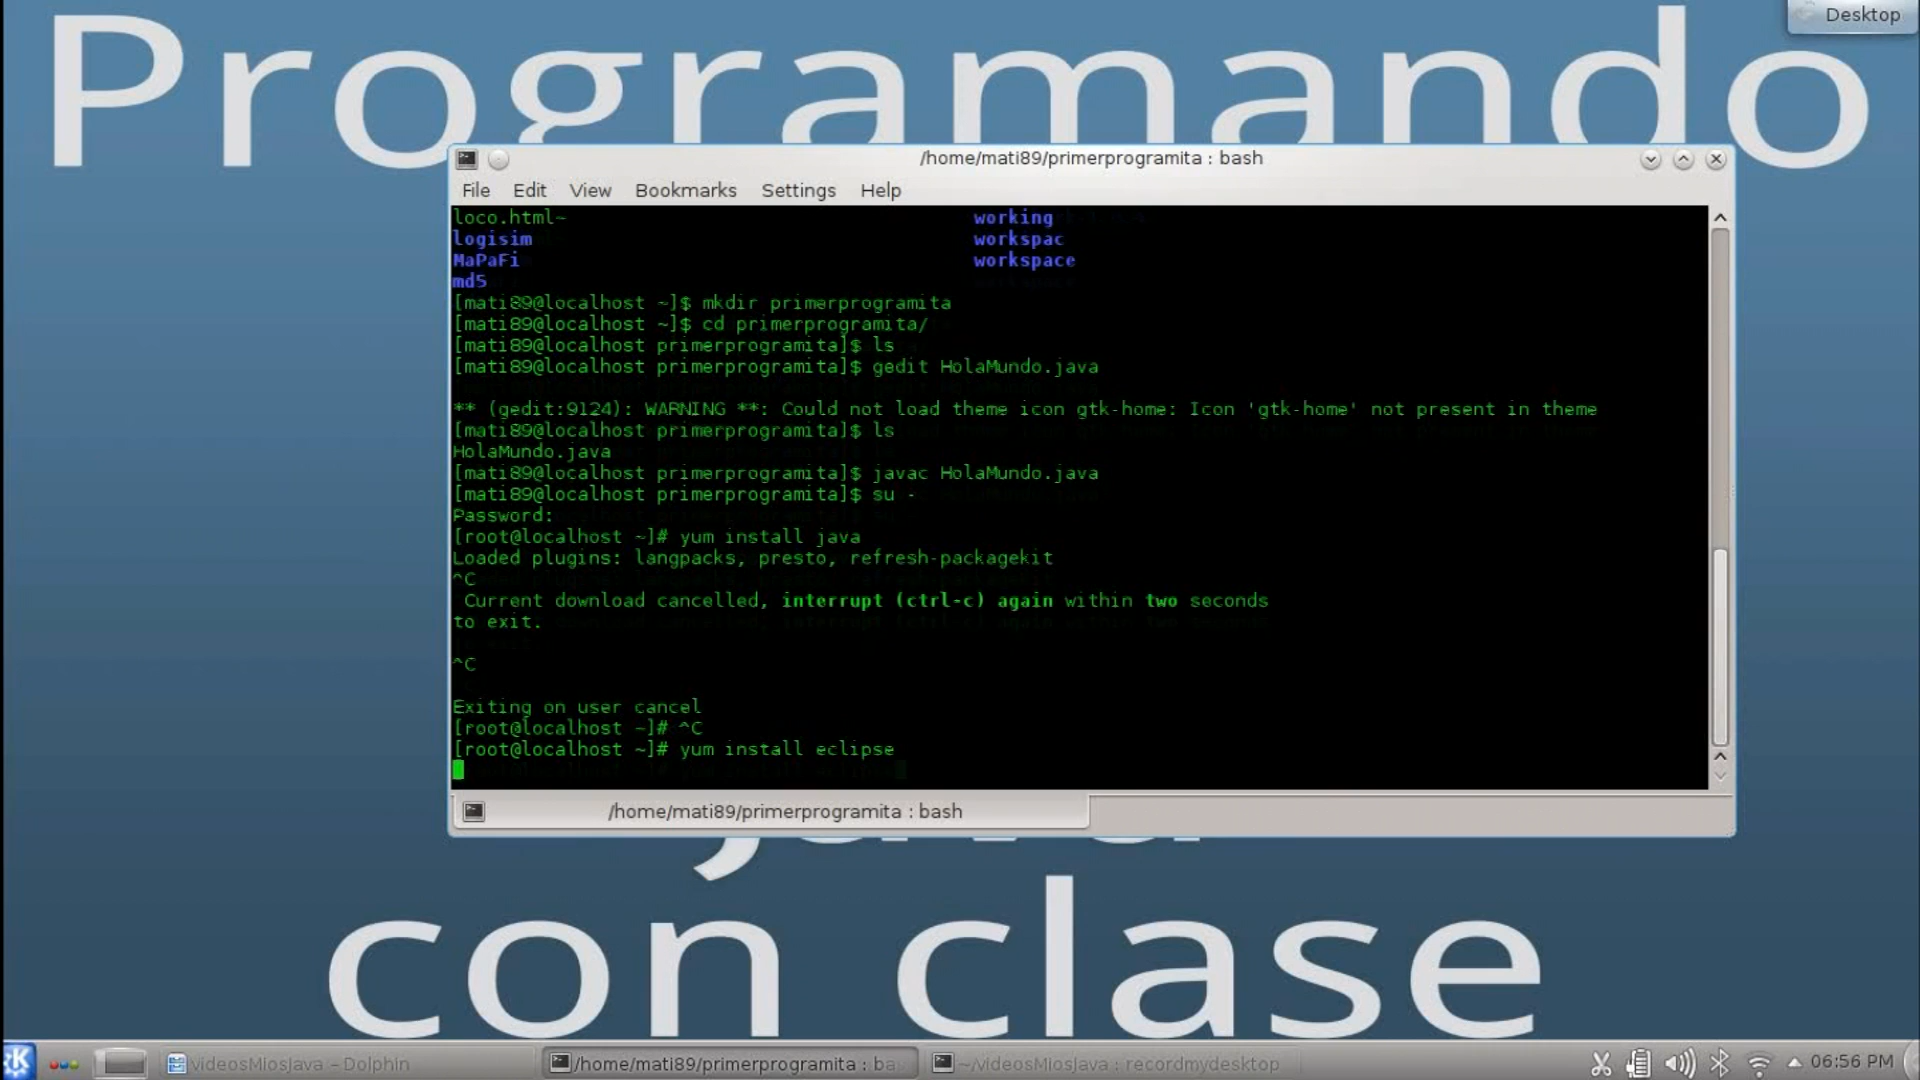 Programando
Desktop
/home/mati89/primerprogramita : bash
File Edit View Bookmarks Settings Help
loco.html~ working
logisim workspac
MaPaFi workspace
md5
[mati89@localhost ~]$ mkdir primerprogramita
[mati89@localhost ~]$ cd primerprogramita/
[mati89@localhost primerprogramita]$ ls
[mati89@localhost primerprogramita]$ gedit HolaMundo.java
** (gedit:9124): WARNING **: Could not load theme icon gtk-home: Icon 'gtk-home' not present in theme
[mati89@localhost primerprogramita]$ ls
HolaMundo.java
[mati89@localhost primerprogramita]$ javac HolaMundo.java
[mati89@localhost primerprogramita]$ su -
Password:
[root@localhost ~]# yum install java
Loaded plugins: langpacks, presto, refresh-packagekit
^C
Current download cancelled, interrupt (ctrl-c) again within two seconds
to exit.
^C
Exiting on user cancel
[root@localhost ~]# ^C
[root@localhost ~]# yum install eclipse
/home/mati89/primerprogramita : bash
con clase
videosMiosJava – Dolphin
/home/mati89/primerprogramita : ba
~/videosMiosJava : recordmydesktop
06:56 PM